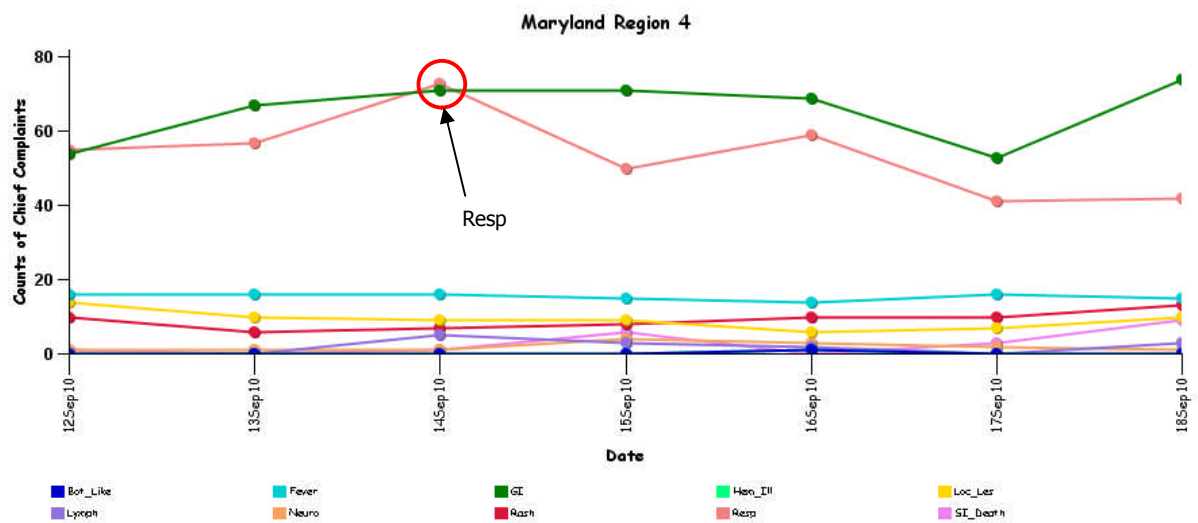 Maryland Region 4
Counts of Chief Complaints
80
60
40
20
0
Resp
12Sep10
13Sep10
14Sep10
15Sep10
16Sep10
17Sep10
18Sep10
Date
Bot_Like
Fever
GI
Hem_Ill
Loc_Les
Lymph
Neuro
Rash
Resp
SI_Death